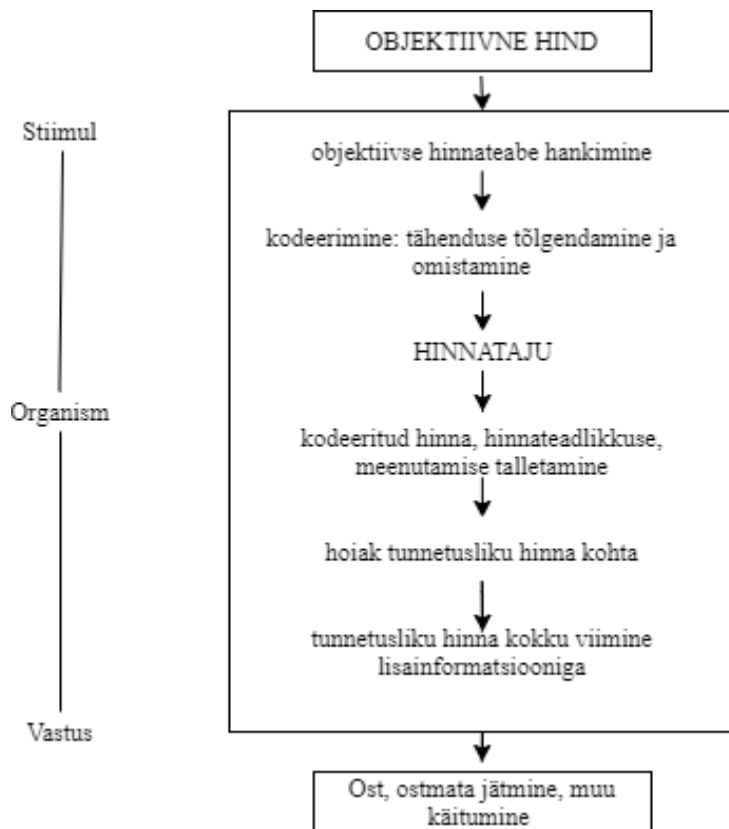 OBJEKTIIVNE HIND
Stiimul
objektiivse hinnateabe hankimine
kodeerimine: tähenduse tõlgendamine ja
omistamine
HINNATAJU
Organism
kodeeritud hinna, hinnateadlikkuse,
meenutamise talletamine
hoiak tunnetusliku hinna kohta
tunnetusliku hinna kokku viimine
lisainformatsiooniga
Vastus
Ost, ostmata jätmine, muu
käitumine